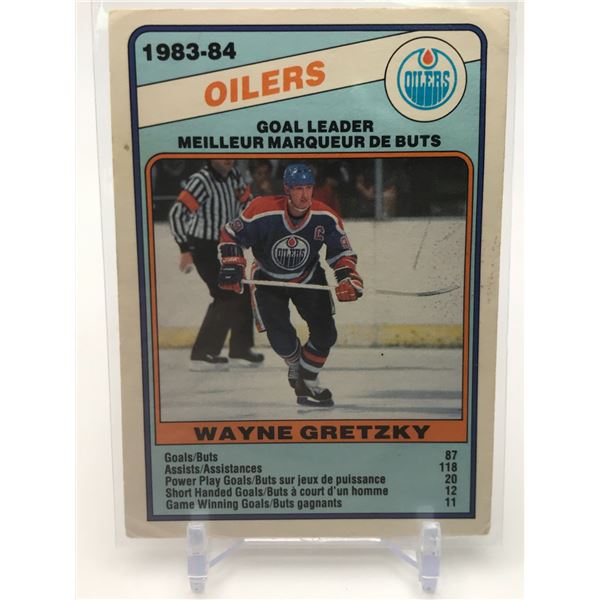 1983-84
OILERS
OILERS
GOAL LEADER
MEILLEUR MARQUEUR DE BUTS
C
OILERS
WAYNE GRETZKY
Goals/Buts 87
Assists/Assistances 118
Power Play Goals/Buts sur jeux de puissance 20
Short Handed Goals/Buts à court d'un homme 12
Game Winning Goals/Buts gagnants 11